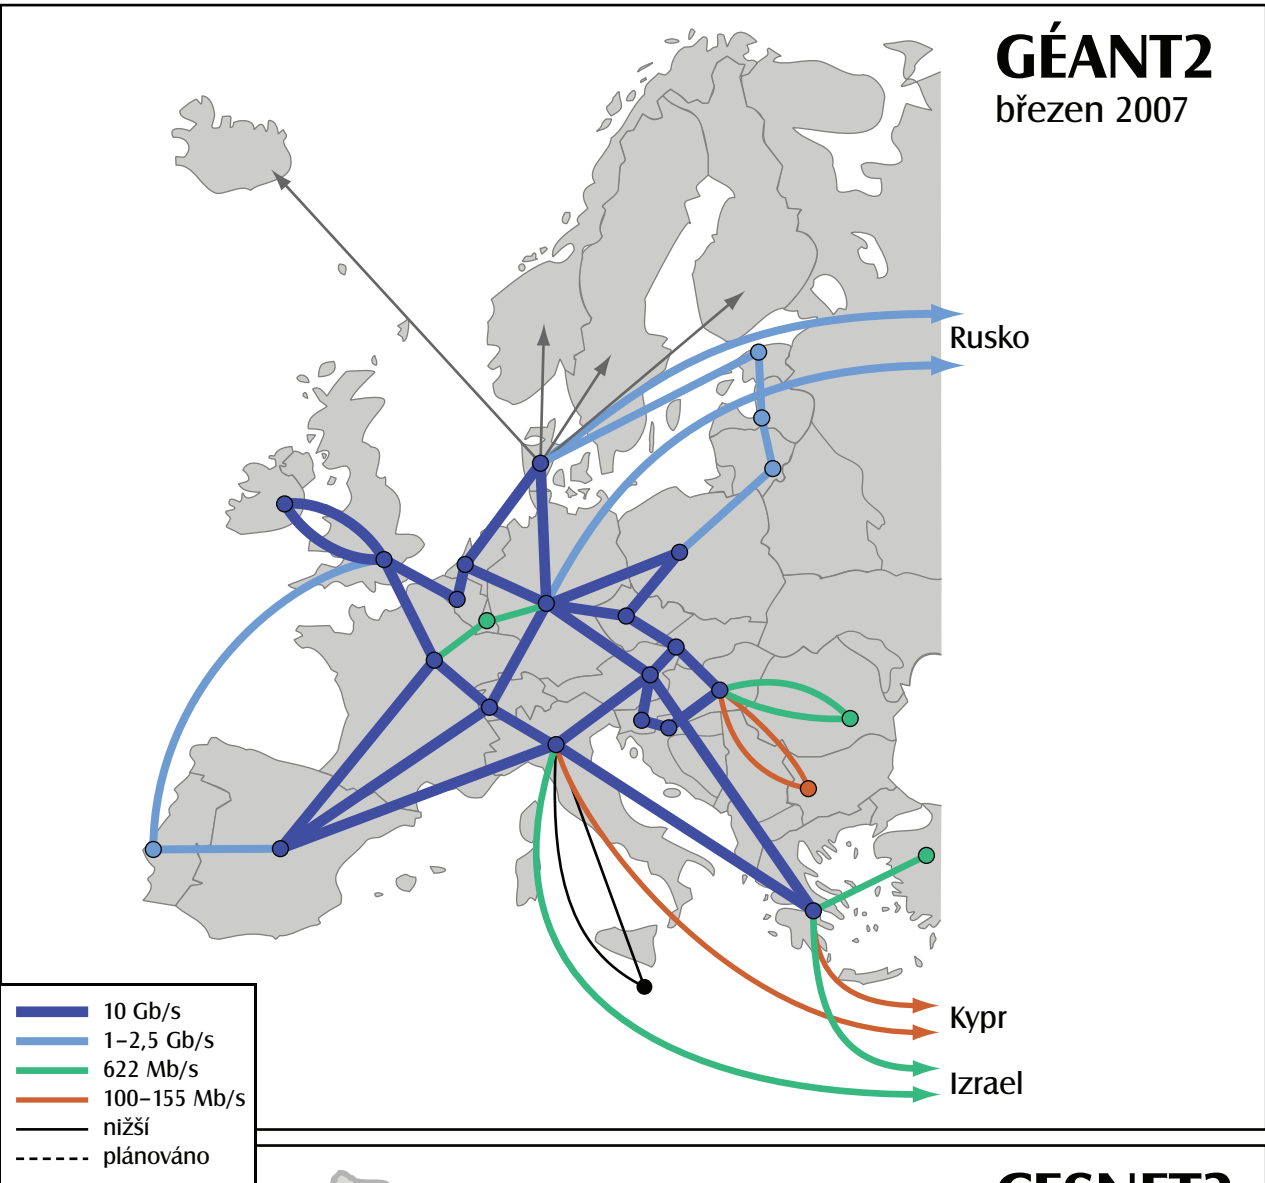 GÉANT2
březen 2007
Rusko
Kypr
Izrael
10 Gb/s
1–2,5 Gb/s
622 Mb/s
100–155 Mb/s
nižší
plánováno
CESNET2